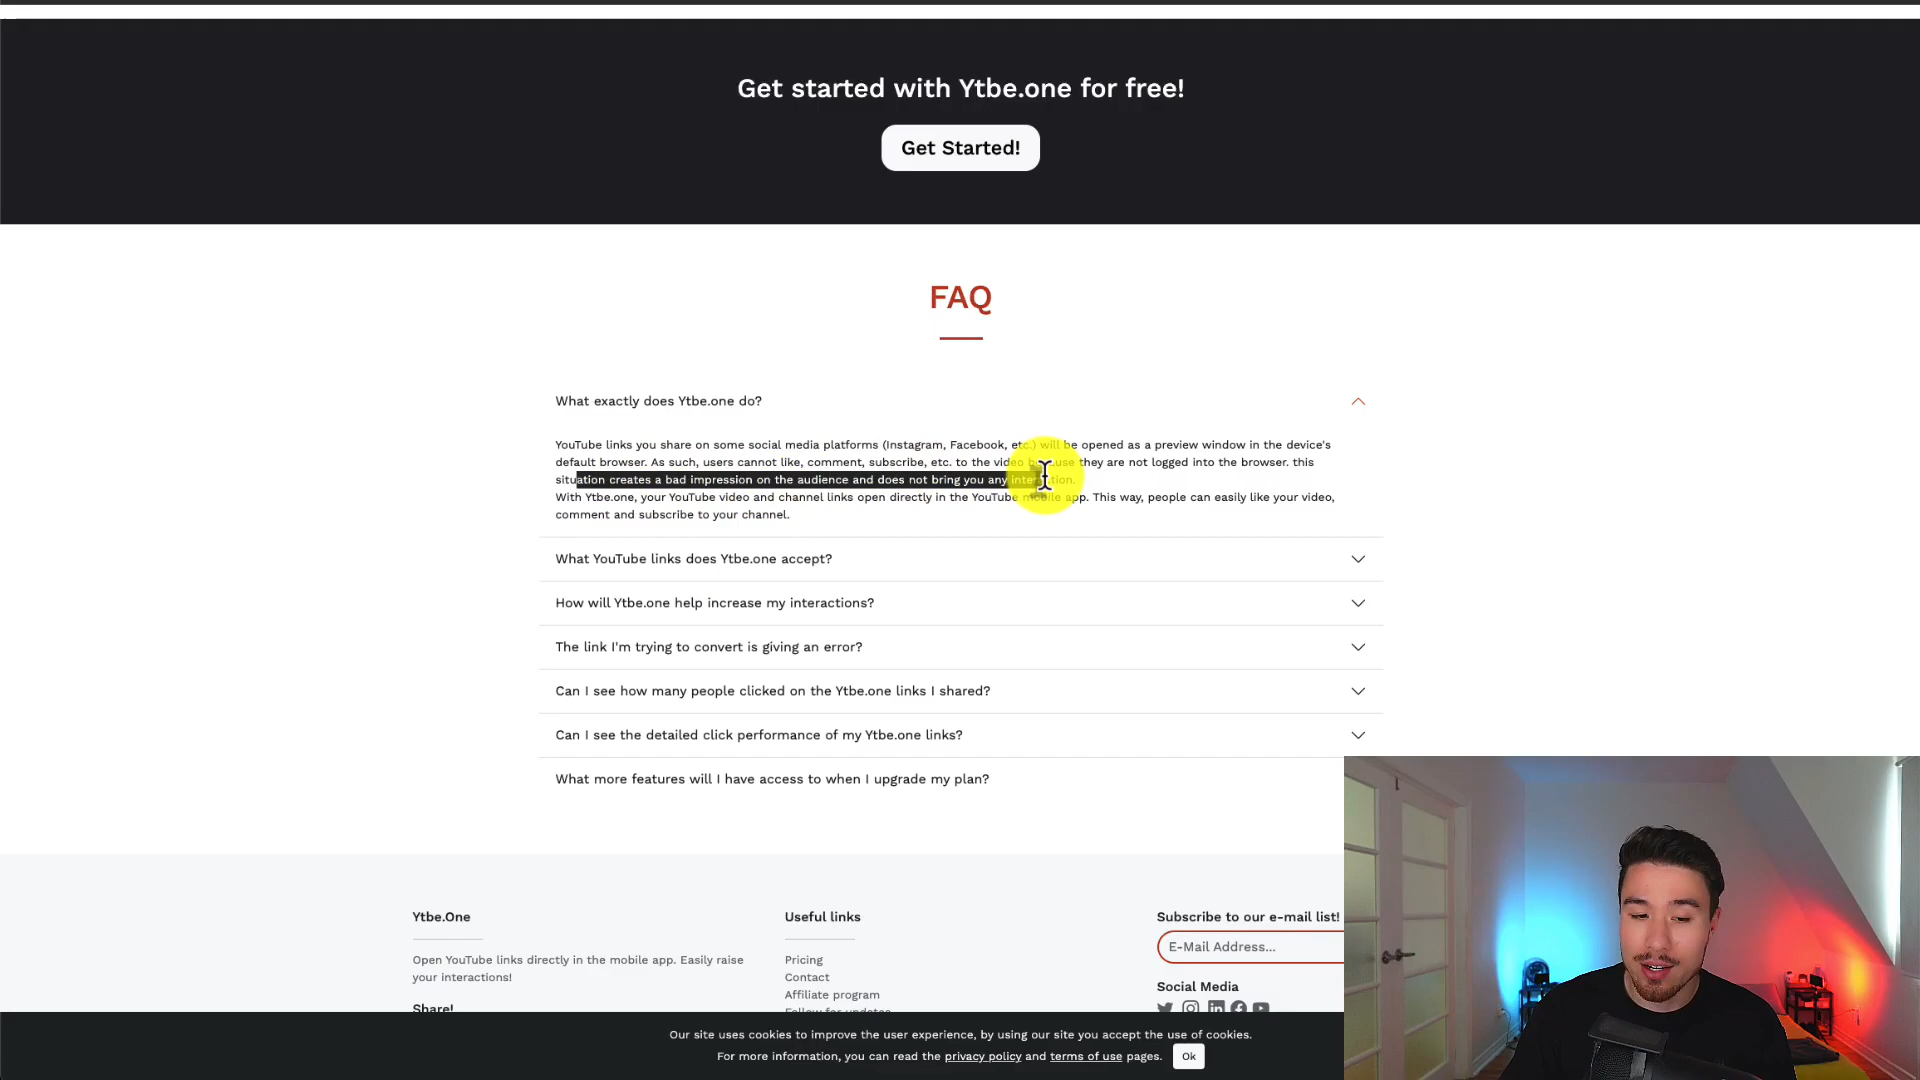 Get started with Ytbe.one for free!
Get Started!
FAQ
What exactly does Ytbe.one do?
YouTube links you share on some social media platforms (Instagram, Facebook, etc.) will be opened as a preview window in the device's
default browser. As such, users cannot like, comment, subscribe, etc. to the video because they are not logged into the browser. this
situation creates a bad impression on the audience and does not bring you any interaction.
With Ytbe.one, your YouTube video and channel links open directly in the YouTube mobile app. This way, people can easily like your video,
comment and subscribe to your channel.
What YouTube links does Ytbe.one accept?
How will Ytbe.one help increase my interactions?
The link I'm trying to convert is giving an error?
Can I see how many people clicked on the Ytbe.one links I shared?
Can I see the detailed click performance of my Ytbe.one links?
What more features will I have access to when I upgrade my plan?
Ytbe.One
Open YouTube links directly in the mobile app. Easily raise
your interactions!
Share!
Useful links
Pricing
Contact
Affiliate program
Follow for updates
Subscribe to our e-mail list!
E-Mail Address...
Social Media
Our site uses cookies to improve the user experience, by using our site you accept the use of cookies.
For more information, you can read the privacy policy and terms of use pages.
Ok